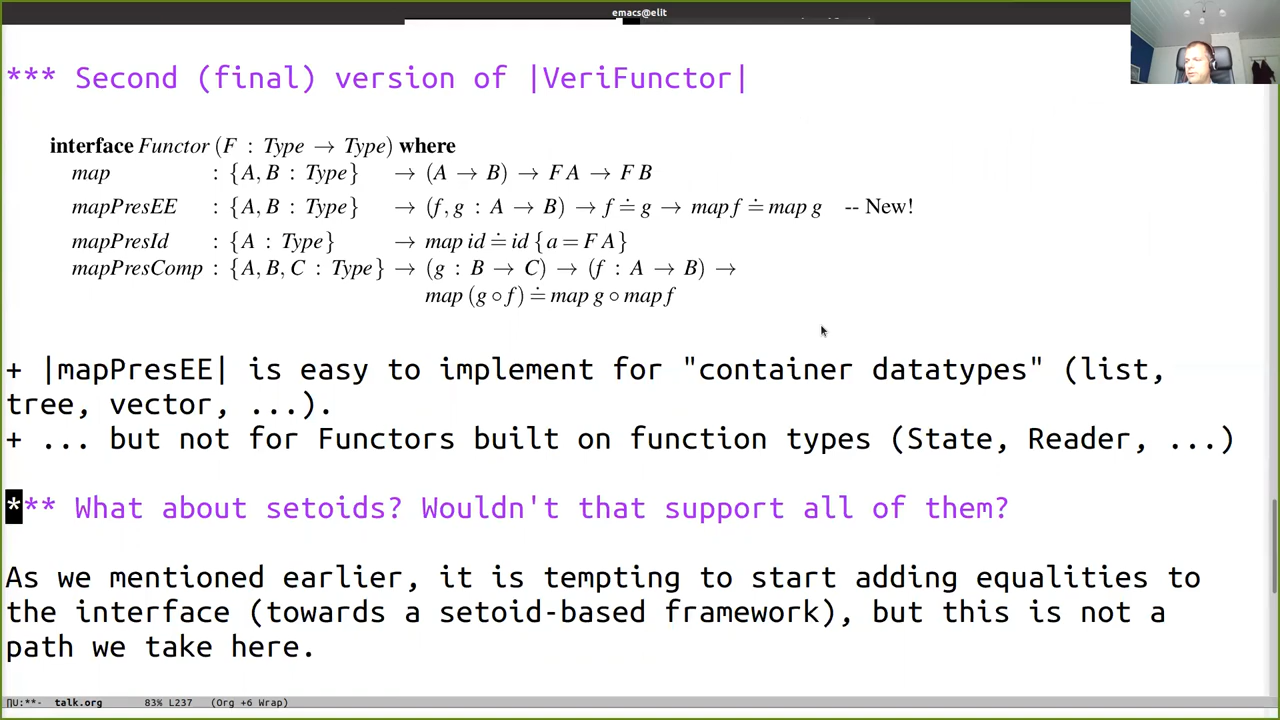 emacs@elit
*** Second (final) version of |VeriFunctor|
interface Functor (F : Type → Type) where
map : {A, B : Type} → (A → B) → F A → F B
mapPresEE : {A, B : Type} → (f, g : A → B) → f ≐ g → map f ≐ map g -- New!
mapPresId : {A : Type} → map id ≐ id {a = F A}
mapPresComp : {A, B, C : Type} → (g : B → C) → (f : A → B) →
map (g ∘ f) ≐ map g ∘ map f
+ |mapPresEE| is easy to implement for "container datatypes" (list,
tree, vector, ...).
+ ... but not for Functors built on function types (State, Reader, ...)
*** What about setoids? Wouldn't that support all of them?
As we mentioned earlier, it is tempting to start adding equalities to
the interface (towards a setoid-based framework), but this is not a
path we take here.
U:**- talk.org 83% L237 (Org +6 Wrap)